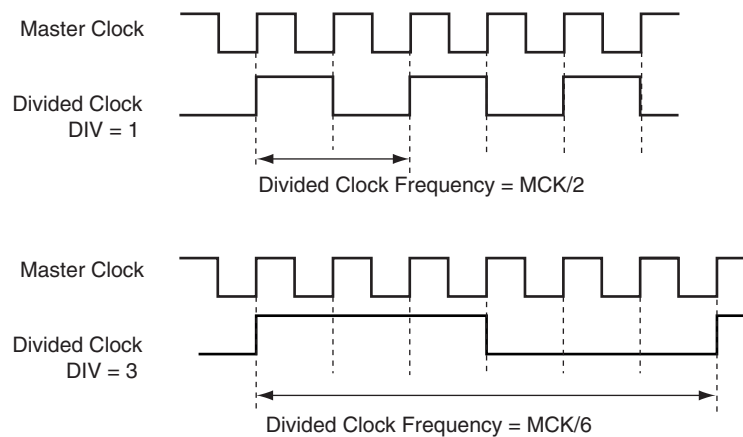 Master Clock
Divided Clock
DIV = 1
Divided Clock Frequency = MCK/2
Master Clock
Divided Clock
DIV = 3
Divided Clock Frequency = MCK/6